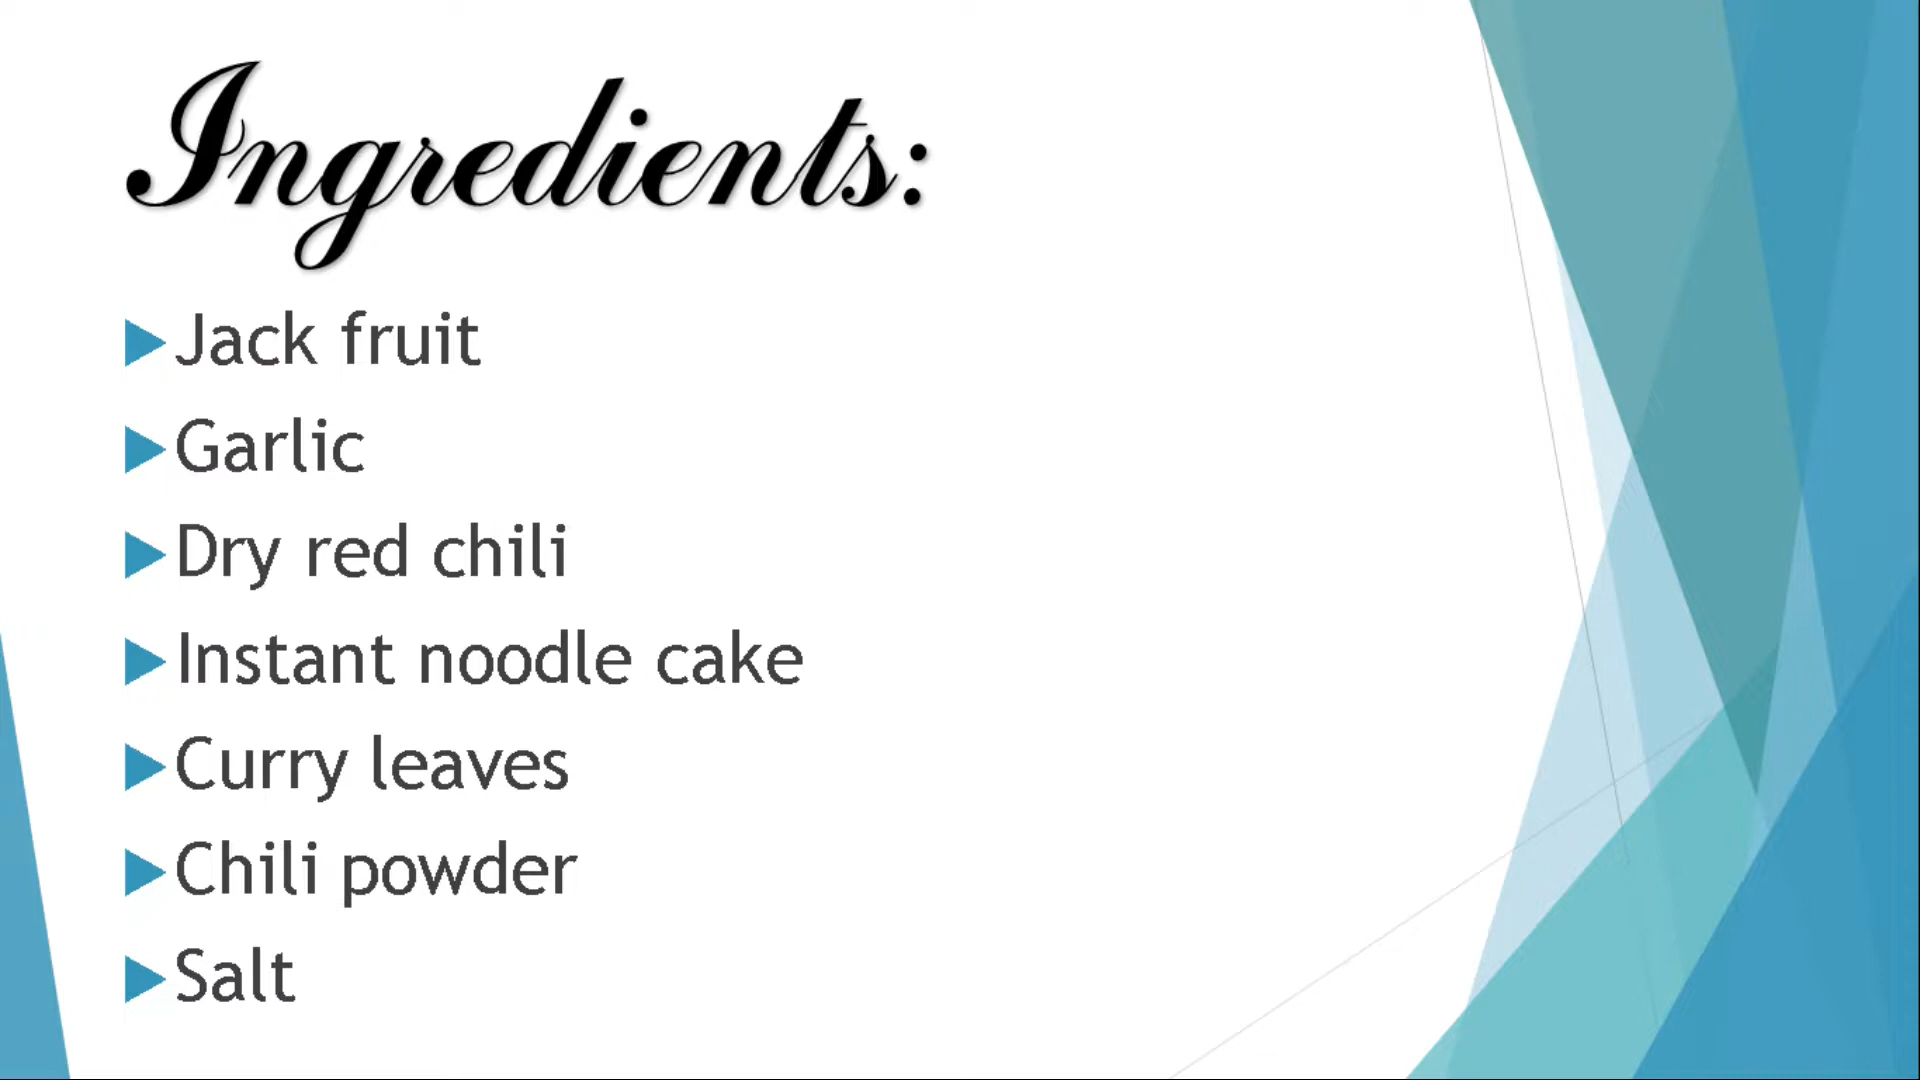 Ingredients:
Jack fruit
Garlic
Dry red chili
Instant noodle cake
Curry leaves
Chili powder
Salt